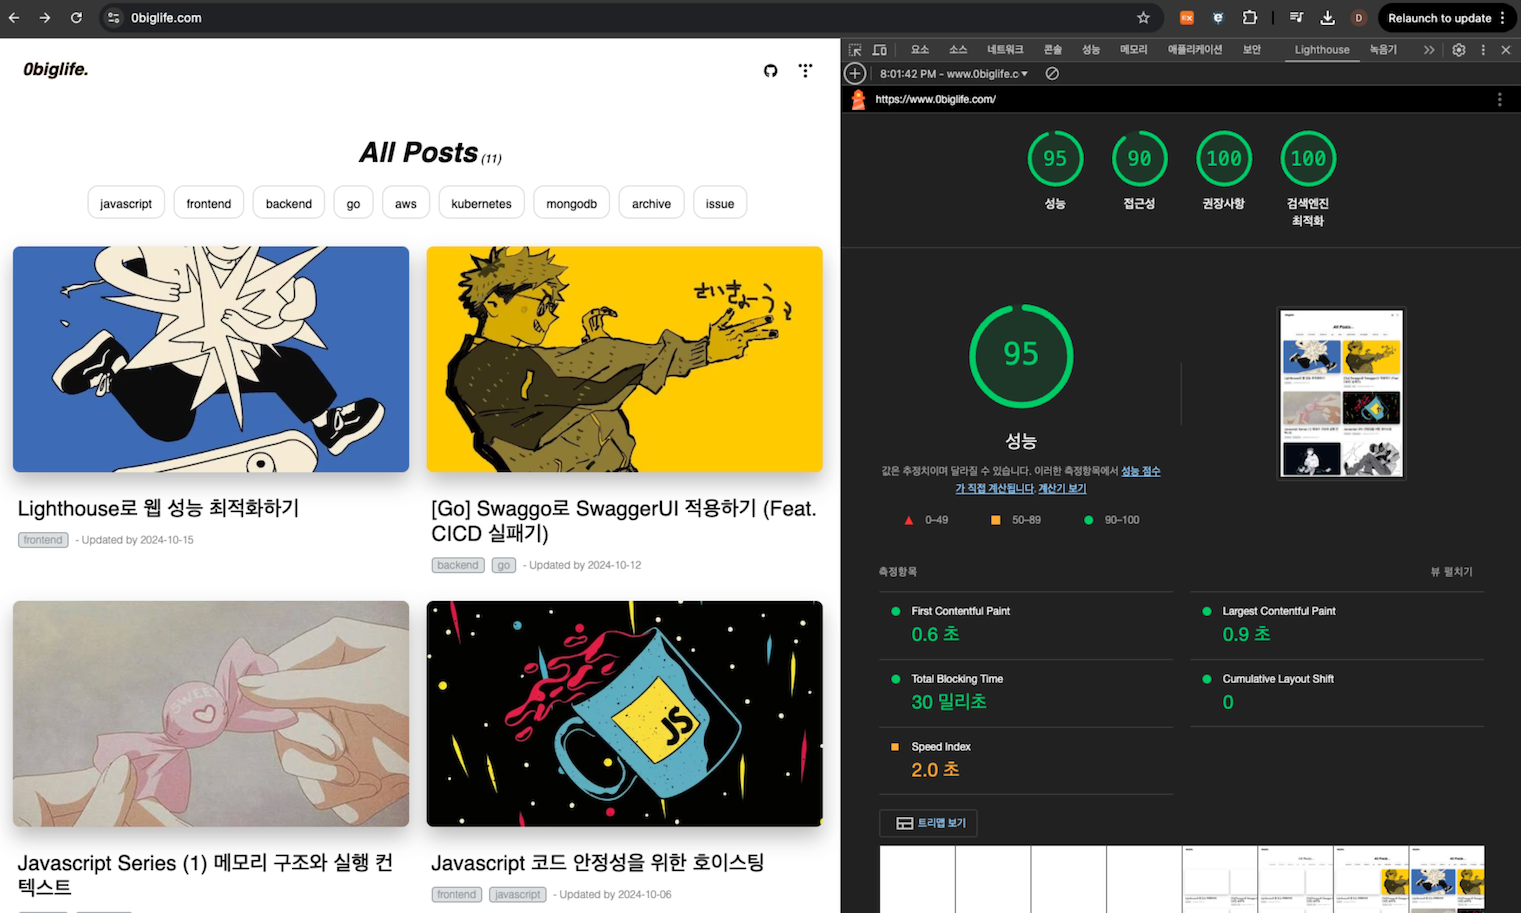 0biglife.com
D
Relaunch to update
0biglife.
All Posts (11)
javascript
frontend
backend
go
aws
kubernetes
mongodb
archive
issue
さいきょーう
Lighthouse로 웹 성능 최적화하기
frontend - Updated by 2024-10-15
[Go] Swaggo로 SwaggerUI 적용하기 (Feat.
CICD 실패기)
backend go - Updated by 2024-10-12
SWEET
JS
Javascript Series (1) 메모리 구조와 실행 컨
텍스트
Javascript 코드 안정성을 위한 호이스팅
frontend javascript - Updated by 2024-10-06
요소 소스 네트워크 콘솔 성능 메모리 애플리케이션 보안 Lighthouse 녹음기
8:01:42 PM - www.0biglife.c
https://www.0biglife.com/
95 90 100 100
성능 접근성 권장사항 검색엔진
최적화
95
성능
값은 추정치이며 달라질 수 있습니다. 이러한 측정항목에서 성능 점수
가 직접 계산됩니다. 계산기 보기
0–49 50–89 90–100
측정항목 뷰 펼치기
First Contentful Paint
0.6 초
Largest Contentful Paint
0.9 초
Total Blocking Time
30 밀리초
Cumulative Layout Shift
0
Speed Index
2.0 초
트리맵 보기